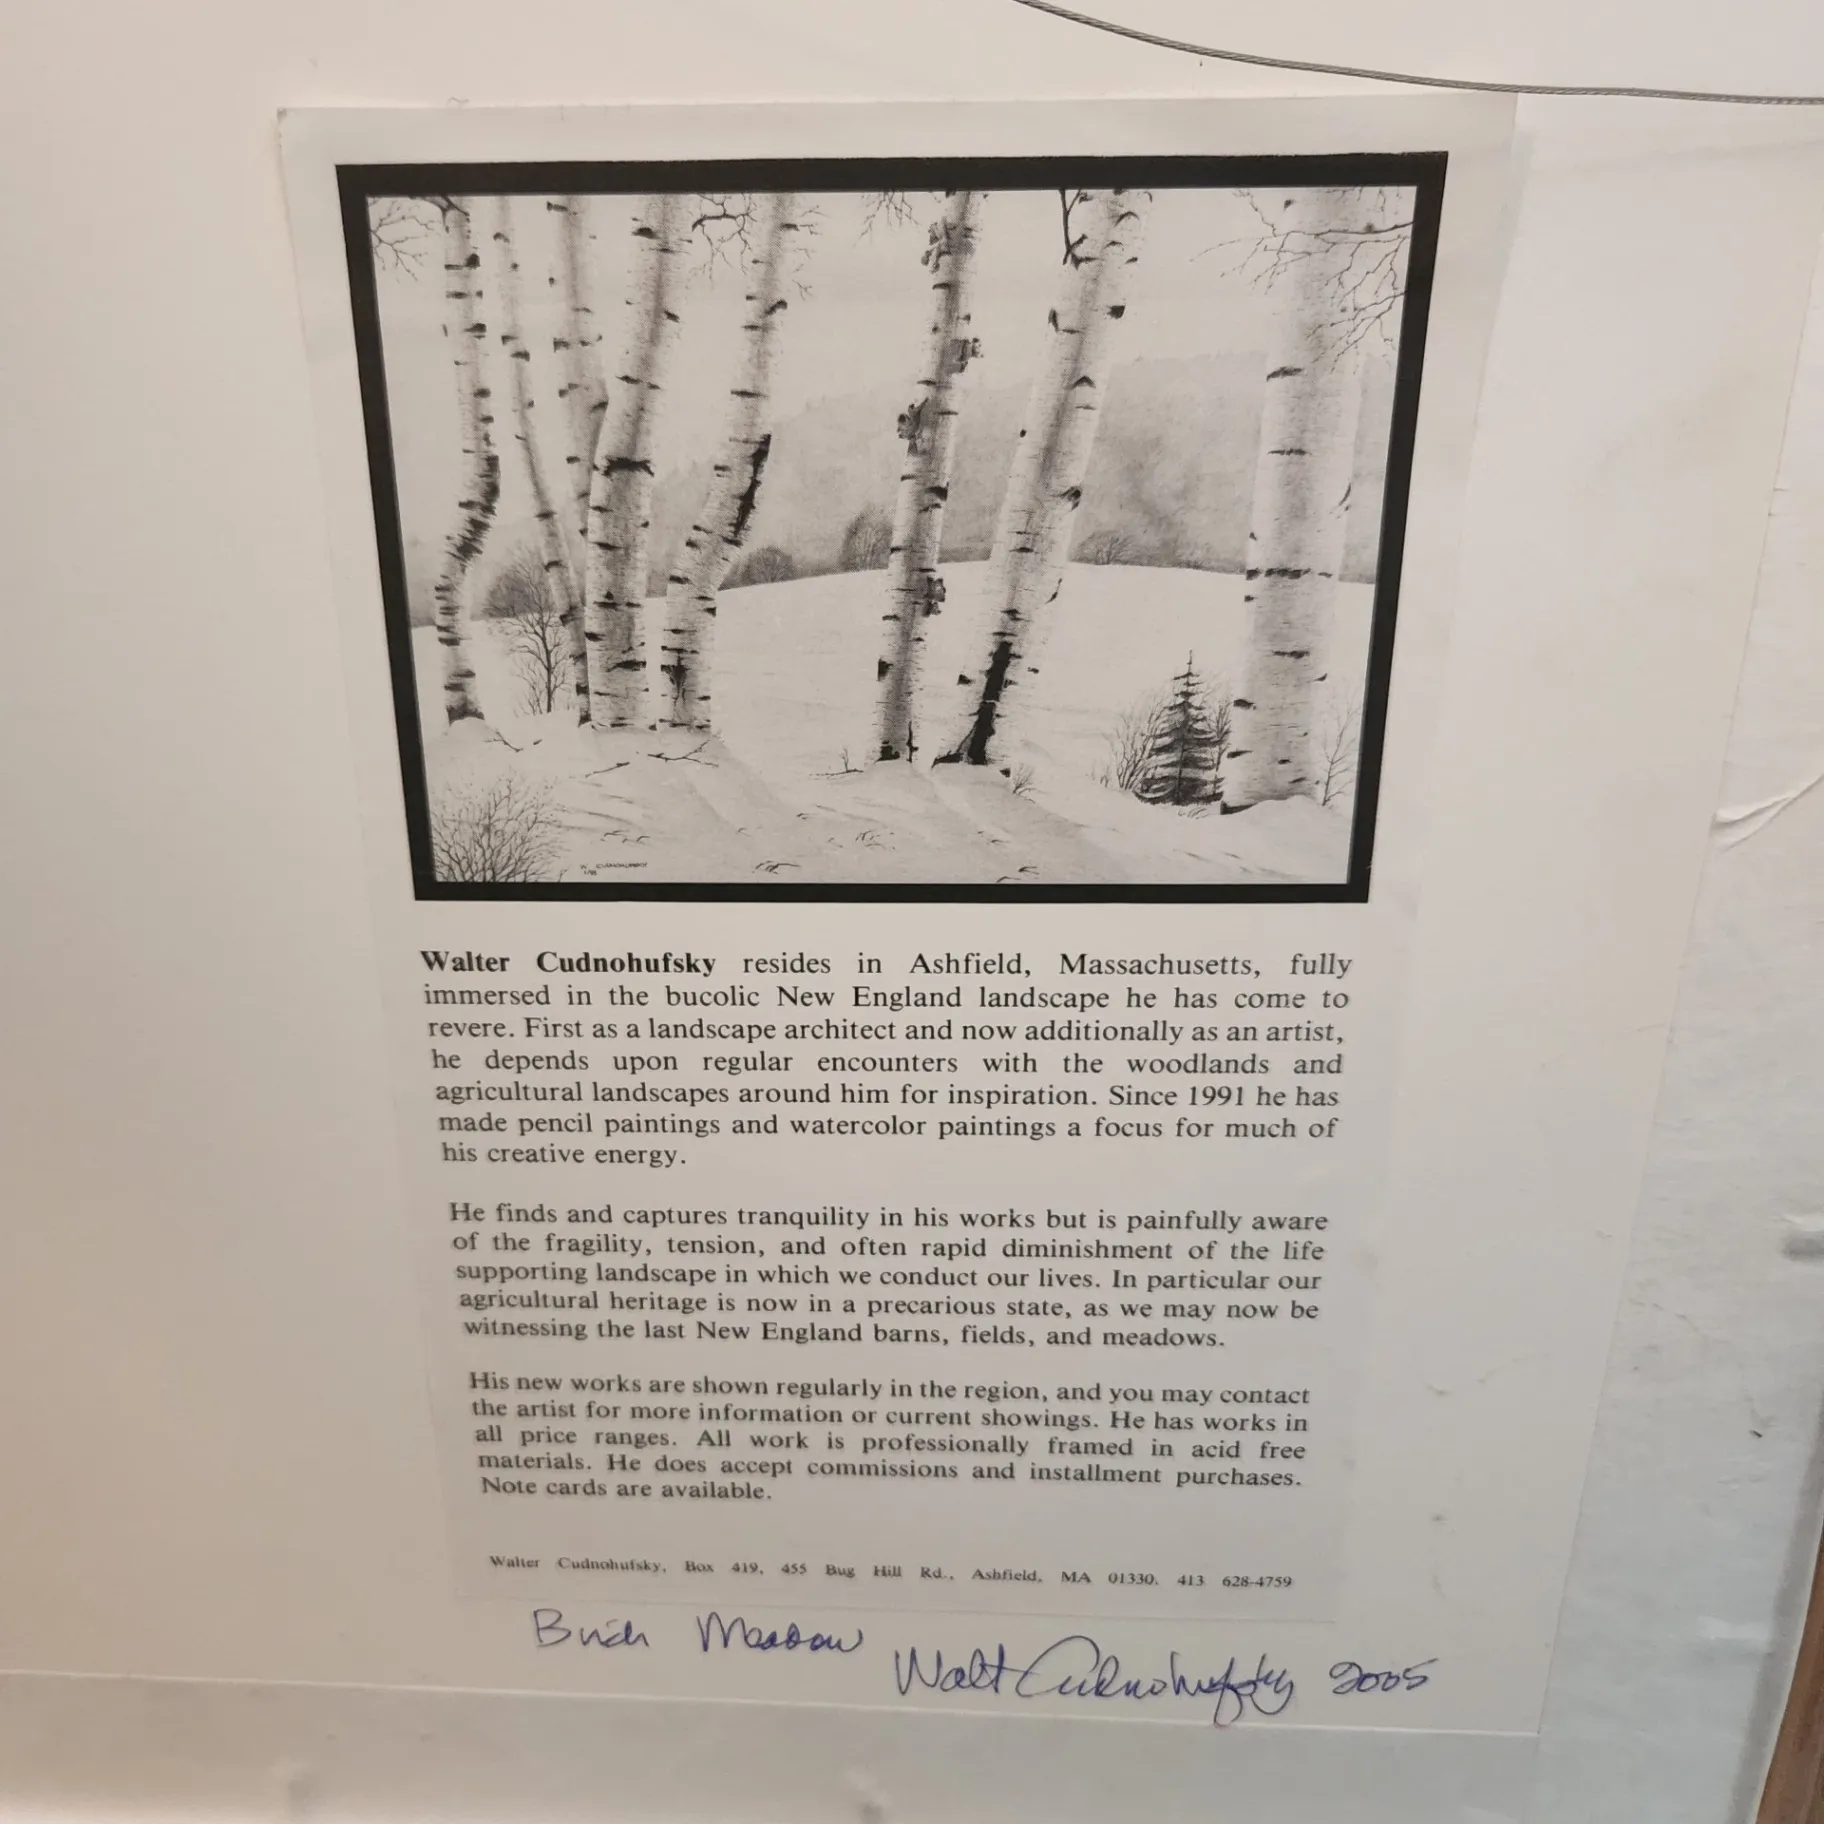 W. CUDNOHUFSKY
Walter Cudnohufsky resides in Ashfield, Massachusetts, fully
immersed in the bucolic New England landscape he has come to
revere. First as a landscape architect and now additionally as an artist,
he depends upon regular encounters with the woodlands and
agricultural landscapes around him for inspiration. Since 1991 he has
made pencil paintings and watercolor paintings a focus for much of
his creative energy.
He finds and captures tranquility in his works but is painfully aware
of the fragility, tension, and often rapid diminishment of the life
supporting landscape in which we conduct our lives. In particular our
agricultural heritage is now in a precarious state, as we may now be
witnessing the last New England barns, fields, and meadows.
His new works are shown regularly in the region, and you may contact
the artist for more information or current showings. He has works in
all price ranges. All work is professionally framed in acid free
materials. He does accept commissions and installment purchases.
Note cards are available.
Walter Cudnohufsky, Box 419, 455 Bug Hill Rd., Ashfield, MA 01330. 413 628-4759
Birch Meadow
Walt Cudnohufsky 2005